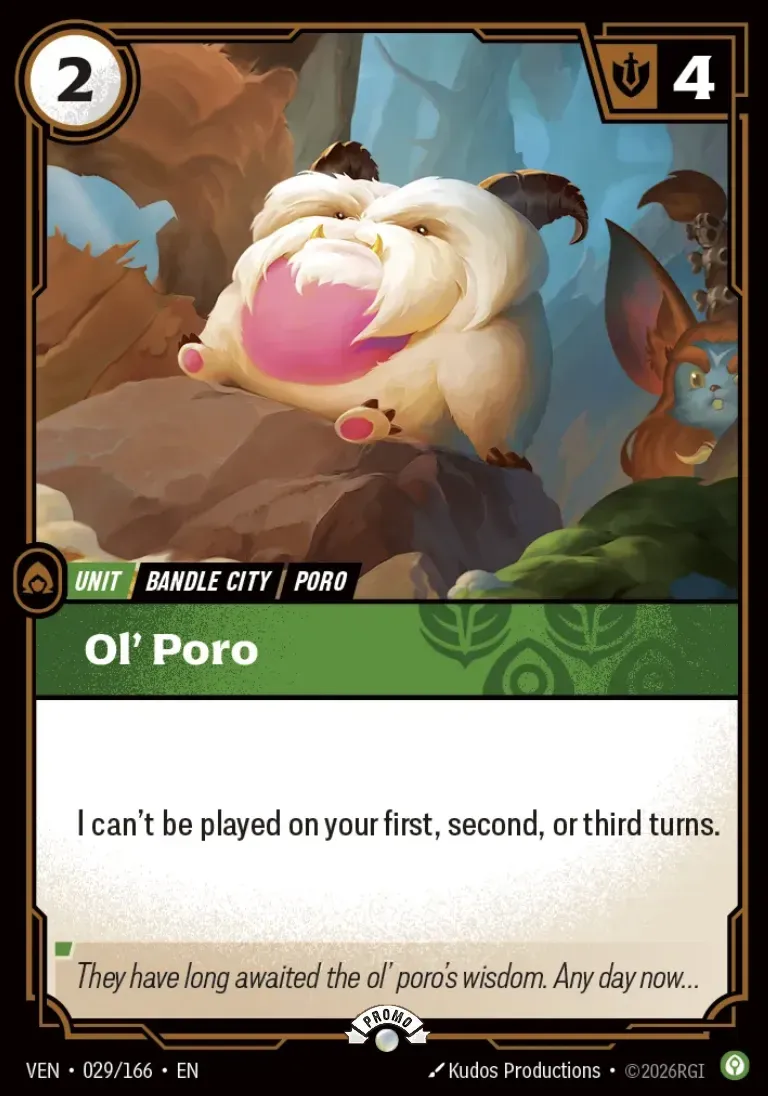 2
4
UNIT BANDLE CITY PORO
Ol’ Poro
I can’t be played on your first, second, or third turns.
They have long awaited the ol’ poro’s wisdom. Any day now...
PROMO
VEN • 029/166 • EN
Kudos Productions • ©2026RGI